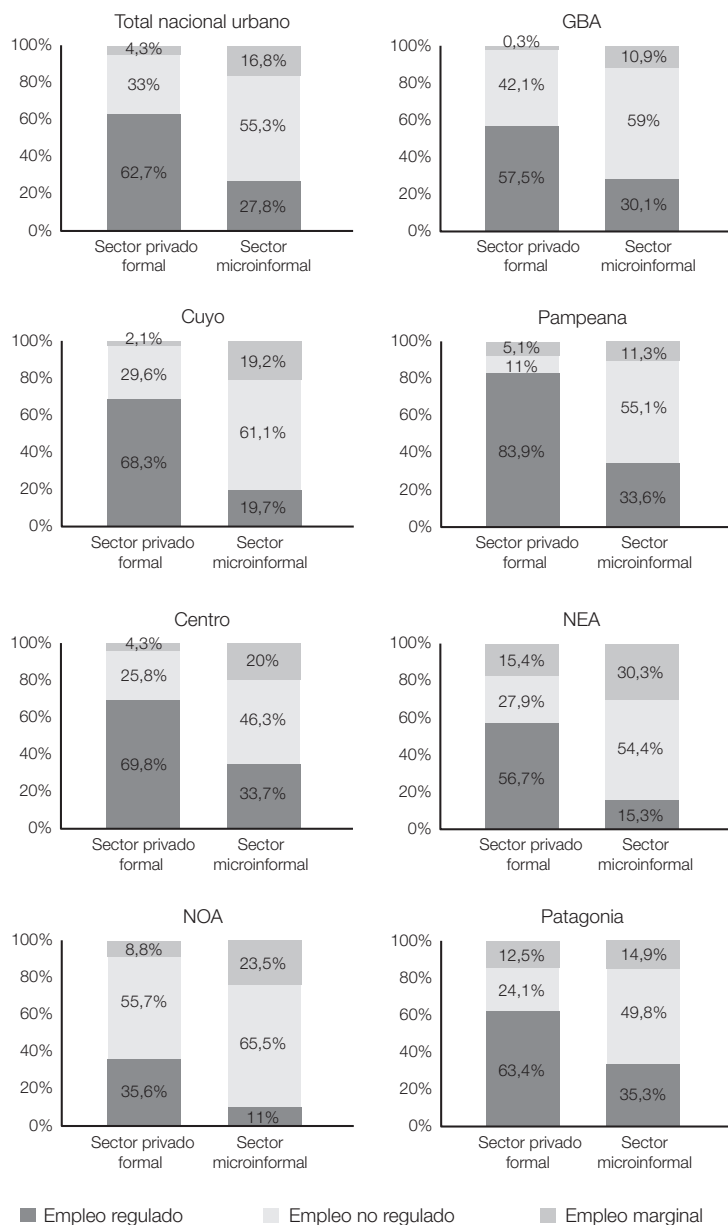 Total nacional urbano
100%
80%
60%
40%
20%
0%
4,3%
33%
62,7%
16,8%
55,3%
27,8%
Sector privado
formal
Sector
microinformal
GBA
100%
80%
60%
40%
20%
0%
0,3%
42,1%
57,5%
10,9%
59%
30,1%
Sector privado
formal
Sector
microinformal
Cuyo
100%
80%
60%
40%
20%
0%
2,1%
29,6%
68,3%
19,2%
61,1%
19,7%
Sector privado
formal
Sector
microinformal
Pampeana
100%
80%
60%
40%
20%
0%
5,1%
11%
83,9%
11,3%
55,1%
33,6%
Sector privado
formal
Sector
microinformal
Centro
100%
80%
60%
40%
20%
0%
4,3%
25,8%
69,8%
20%
46,3%
33,7%
Sector privado
formal
Sector
microinformal
NEA
100%
80%
60%
40%
20%
0%
15,4%
27,9%
56,7%
30,3%
54,4%
15,3%
Sector privado
formal
Sector
microinformal
NOA
100%
80%
60%
40%
20%
0%
8,8%
55,7%
35,6%
23,5%
65,5%
11%
Sector privado
formal
Sector
microinformal
Patagonia
100%
80%
60%
40%
20%
0%
12,5%
24,1%
63,4%
14,9%
49,8%
35,3%
Sector privado
formal
Sector
microinformal
Empleo regulado
Empleo no regulado
Empleo marginal